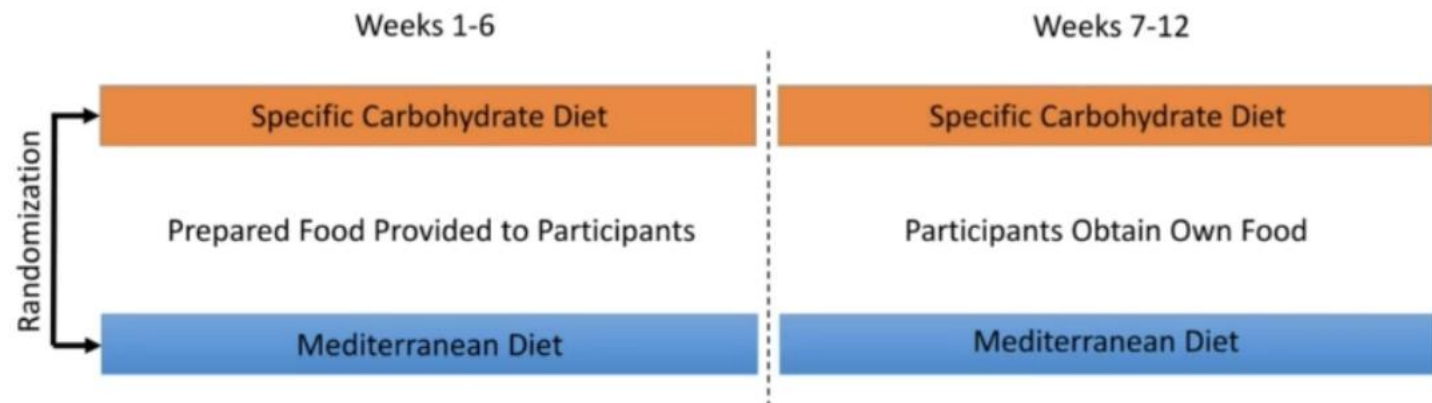 Weeks 1-6
Weeks 7-12
Randomization
Specific Carbohydrate Diet
Specific Carbohydrate Diet
Prepared Food Provided to Participants
Participants Obtain Own Food
Mediterranean Diet
Mediterranean Diet